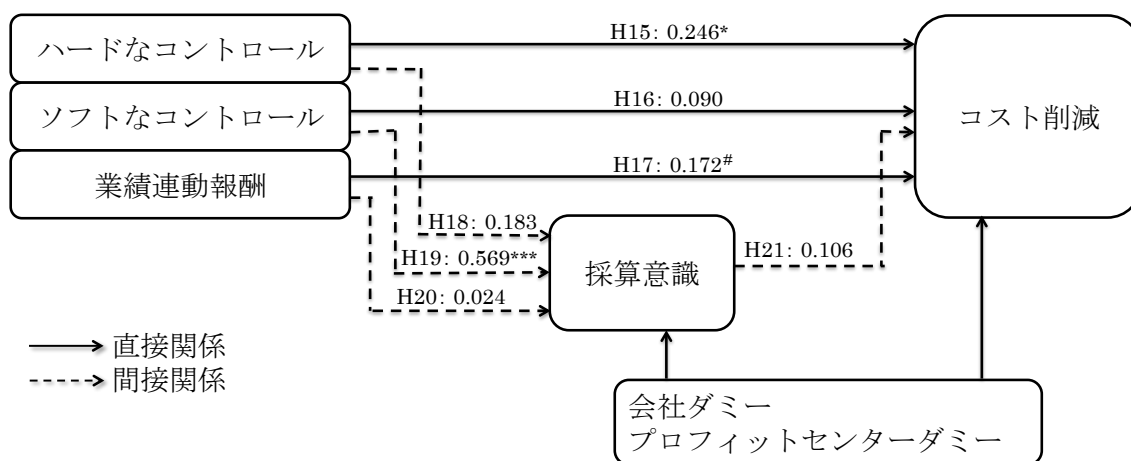 ハードなコントロール
ソフトなコントロール
業績連動報酬
H15: 0.246*
H16: 0.090
H17: 0.172#
コスト削減
H18: 0.183
H19: 0.569***
H20: 0.024
採算意識
H21: 0.106
直接関係
間接関係
会社ダミー
プロフィットセンターダミー